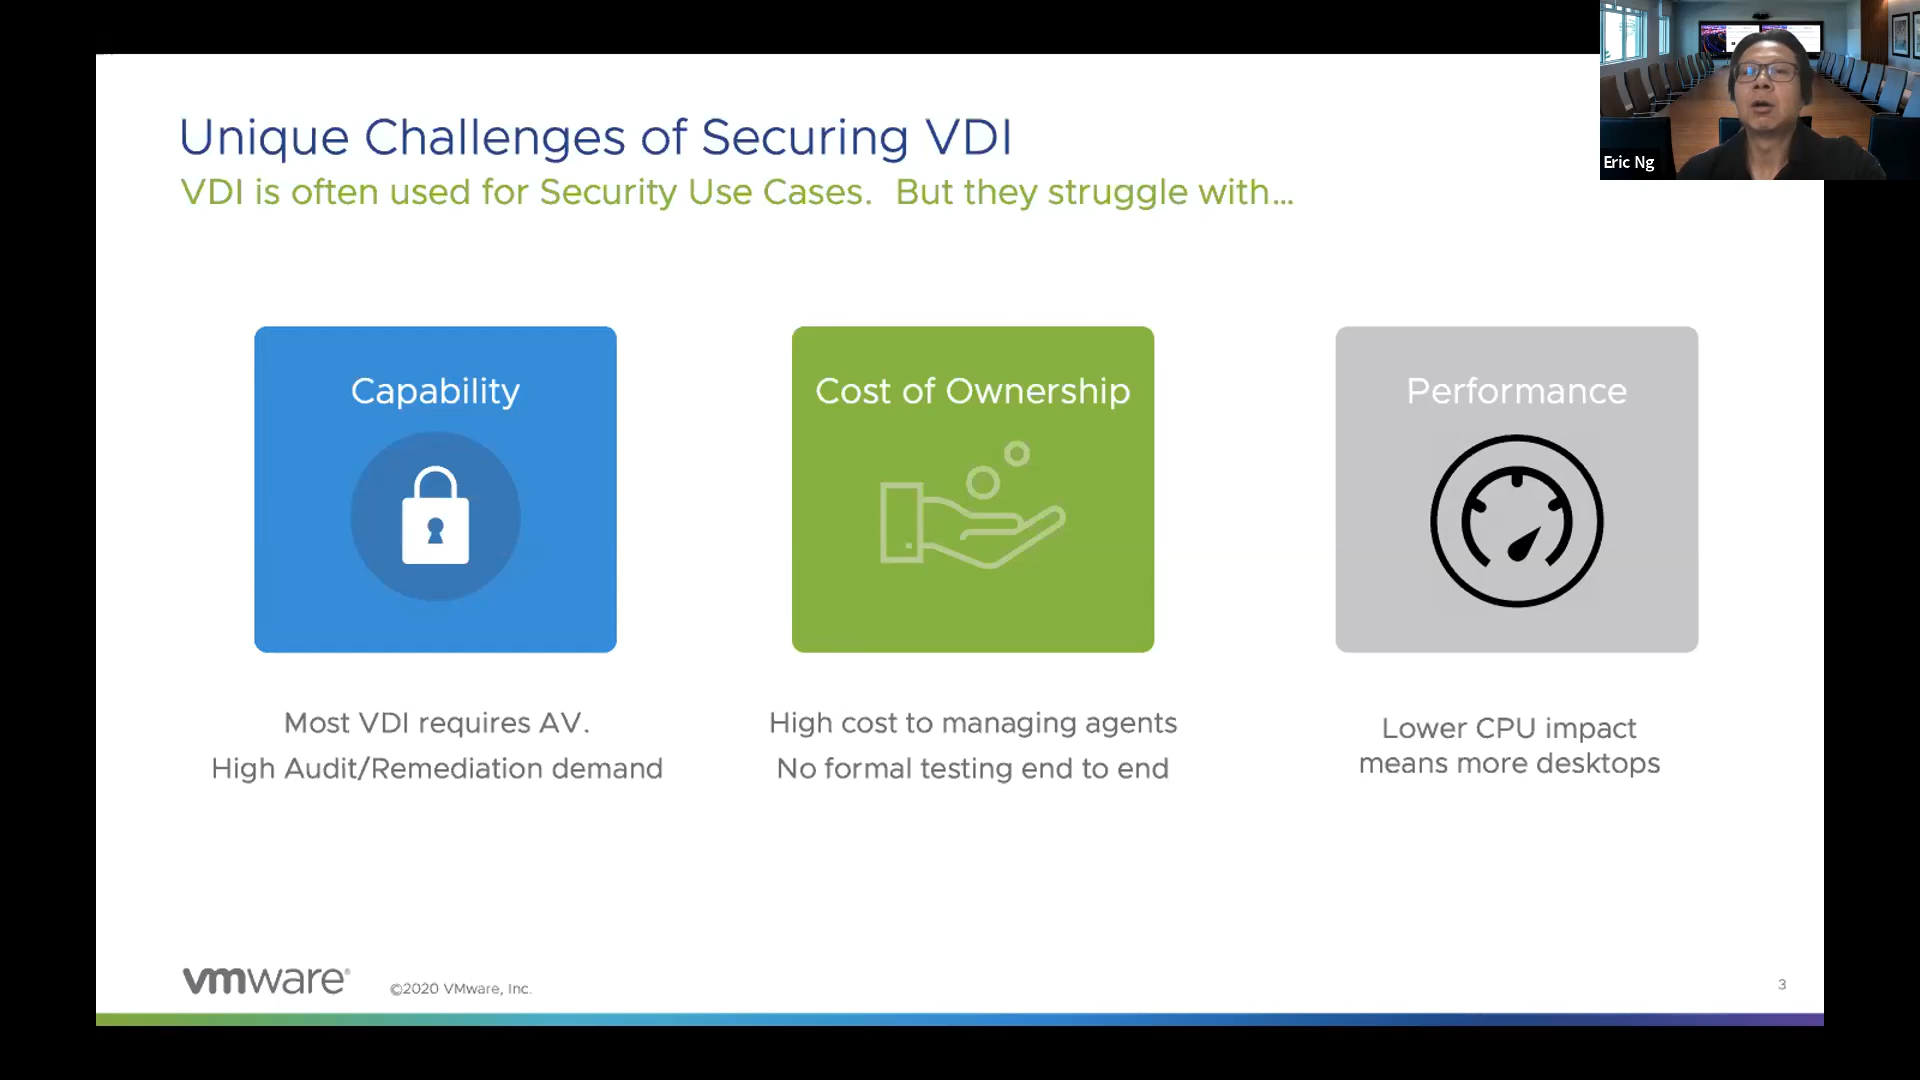 Unique Challenges of Securing VDI
VDI is often used for Security Use Cases. But they struggle with...
Eric Ng
Capability
Cost of Ownership
Performance
Most VDI requires AV.
High Audit/Remediation demand
High cost to managing agents
No formal testing end to end
Lower CPU impact
means more desktops
vmware®
©2020 VMware, Inc.
3